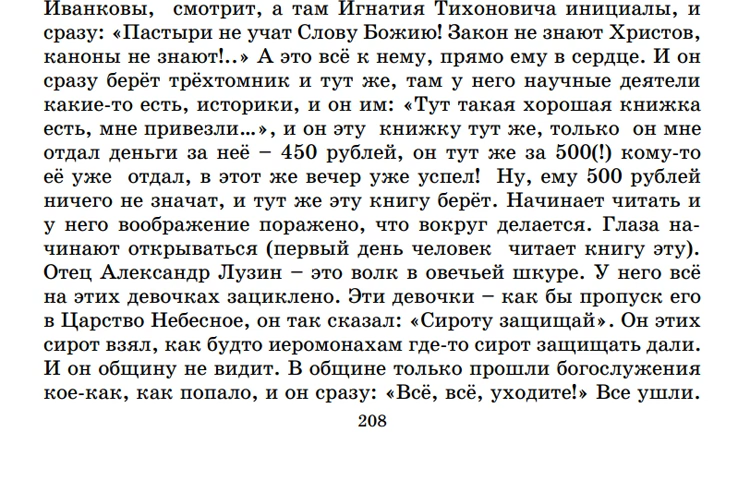 Иванковы, смотрит, а там Игнатия Тихоновича инициалы, и
сразу: «Пастыри не учат Слову Божию! Закон не знают Христов,
каноны не знают!..» А это всё к нему, прямо ему в сердце. И он
сразу берёт трёхтомник и тут же, там у него научные деятели
какие-то есть, историки, и он им: «Тут такая хорошая книжка
есть, мне привезли...», и он эту книжку тут же, только он мне
отдал деньги за неё – 450 рублей, он тут же за 500(!) кому-то
её уже отдал, в этот же вечер уже успел! Ну, ему 500 рублей
ничего не значат, и тут же эту книгу берёт. Начинает читать и
у него воображение поражено, что вокруг делается. Глаза на-
чинают открываться (первый день человек читает книгу эту).
Отец Александр Лузин – это волк в овечьей шкуре. У него всё
на этих девочках зациклено. Эти девочки – как бы пропуск его
в Царство Небесное, он так сказал: «Сироту защищай». Он этих
сирот взял, как будто иеромонахам где-то сирот защищать дали.
И он общину не видит. В общине только прошли богослужения
кое-как, как попало, и он сразу: «Всё, всё, уходите!» Все ушли.
208